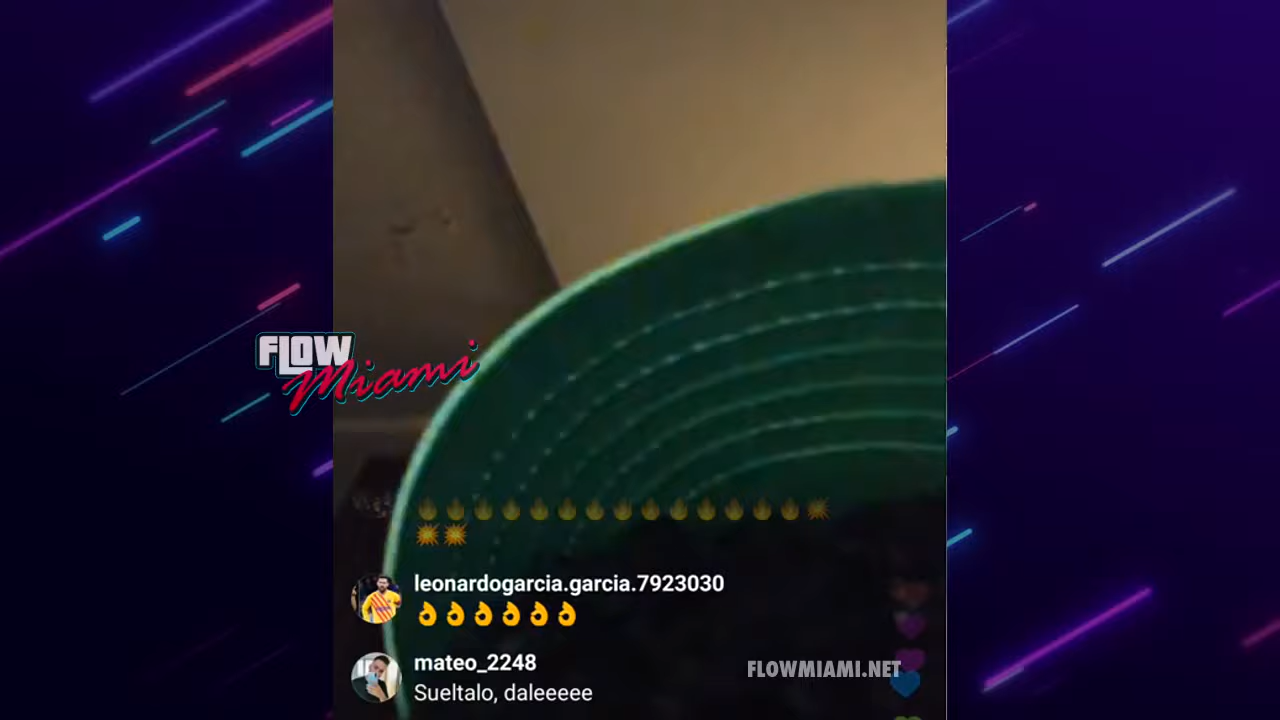 FLOW
Miami
🔥🔥🔥🔥🔥🔥🔥🔥🔥🔥🔥🔥🔥🔥💥
💥💥
leonardogarcia.garcia.7923030
👌👌👌👌👌👌
mateo_2248
Sueltalo, daleeeee
FLOWMIAMI.NET